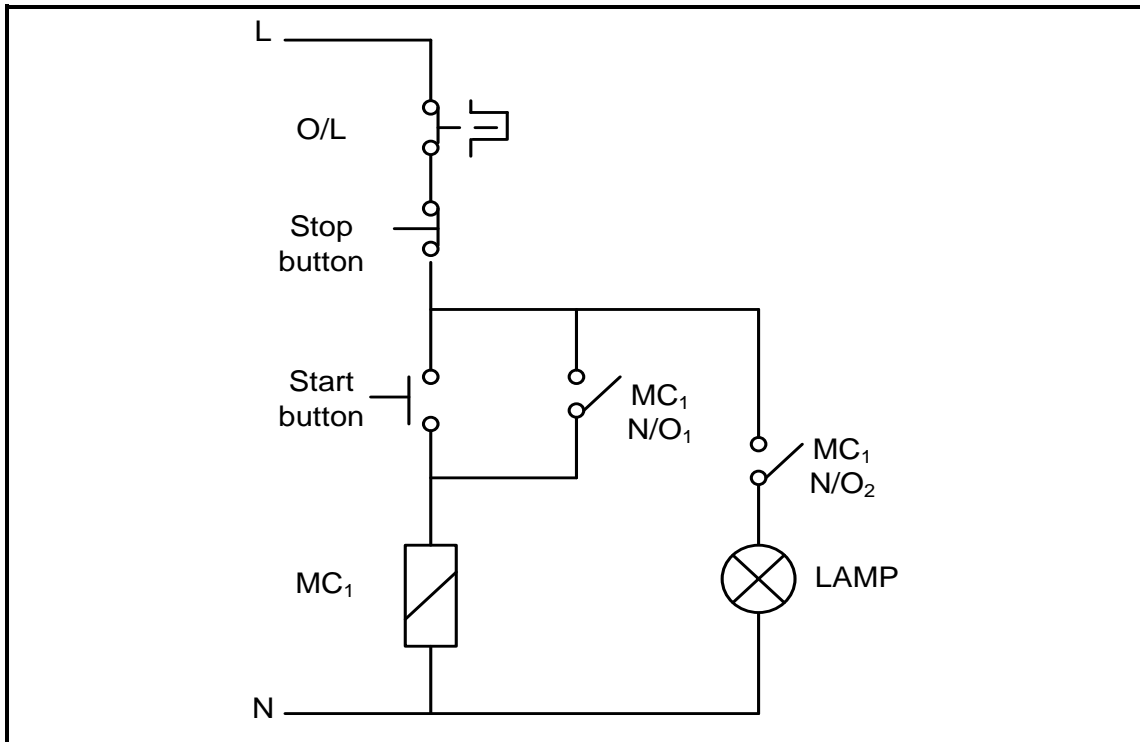 L
O/L
Stop
button
Start
button
MC₁
N/O₁
MC₁
N/O₂
MC₁
LAMP
N